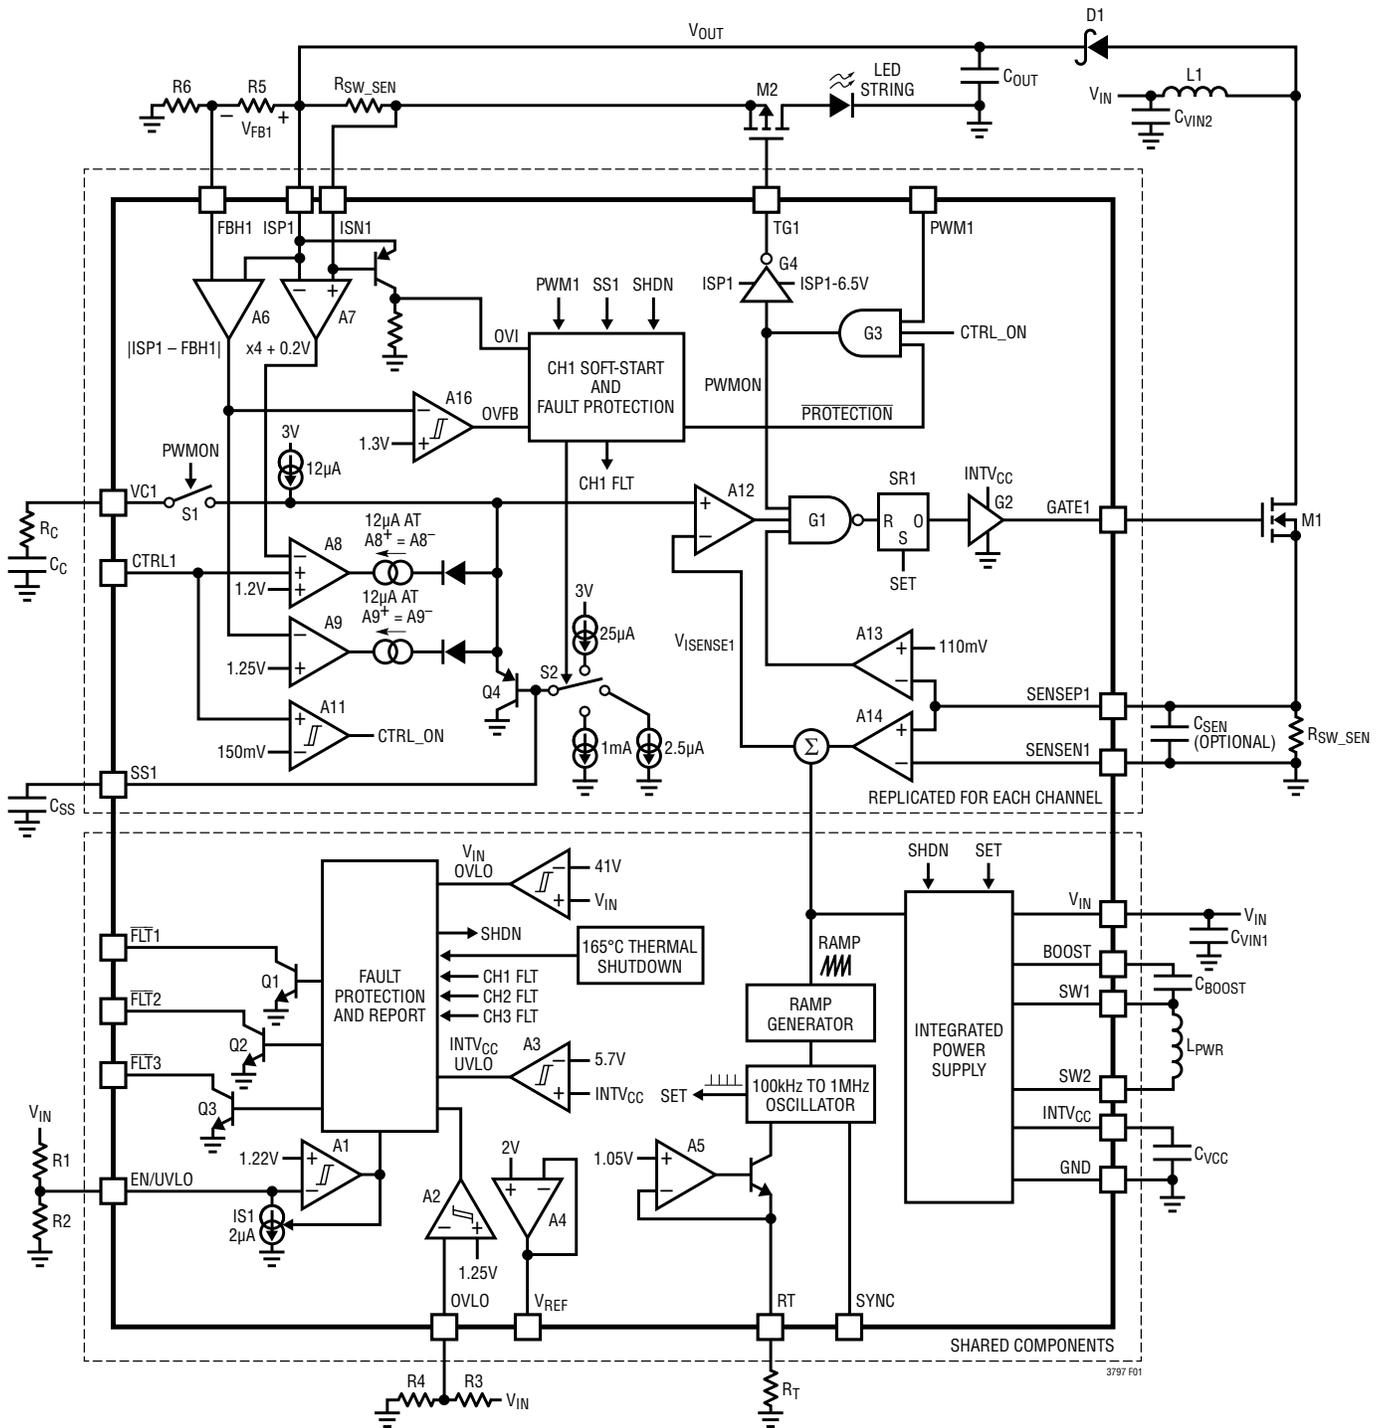 D1
VOUT
R6
R5
RSW_SEN
M2
LED
STRING
COUT
VIN
L1
CVIN2
− VFB1 +
FBH1
ISP1
ISN1
TG1
PWM1
G4
ISP1
ISP1-6.5V
PWM1
SS1
SHDN
−
+
A6
A7
|ISP1 – FBH1|
x4 + 0.2V
OVI
CH1 SOFT-START
AND
FAULT PROTECTION
G3
CTRL_ON
PWMON
PROTECTION
A16
−
1.3V
+
OVFB
CH1 FLT
PWMON
3V
12µA
VC1
S1
RC
CC
A12
+
−
G1
SR1
R
O
S
SET
INTVCC
G2
GATE1
M1
12µA AT
A8+ = A8−
A8
−
+
+
1.2V
CTRL1
12µA AT
A9+ = A9−
A9
−
+
1.25V
3V
25µA
VISENSE1
A13
+
−
110mV
S2
Q4
SENSEP1
A11
+
−
150mV
CTRL_ON
1mA
2.5µA
Σ
A14
+
−
CSEN
(OPTIONAL)
RSW_SEN
SENSEN1
SS1
CSS
REPLICATED FOR EACH CHANNEL
VIN
OVLO
−
41V
+
VIN
SHDN
SET
FLT1
SHDN
165°C THERMAL
SHUTDOWN
FAULT
PROTECTION
AND REPORT
CH1 FLT
CH2 FLT
CH3 FLT
Q1
FLT2
Q2
FLT3
Q3
INTVCC
UVLO
A3
−
5.7V
+
INTVCC
RAMP
RAMP
GENERATOR
100kHz TO 1MHz
OSCILLATOR
SET
INTEGRATED
POWER
SUPPLY
VIN
VIN
CVIN1
BOOST
CBOOST
SW1
LPWR
SW2
INTVCC
CVCC
GND
VIN
R1
R2
EN/UVLO
1.22V
+
−
A1
IS1
2µA
A2
−
+
1.25V
2V
+
−
A4
1.05V
+
−
A5
OVLO
VREF
RT
SYNC
SHARED COMPONENTS
3797 F01
R4
R3
VIN
RT